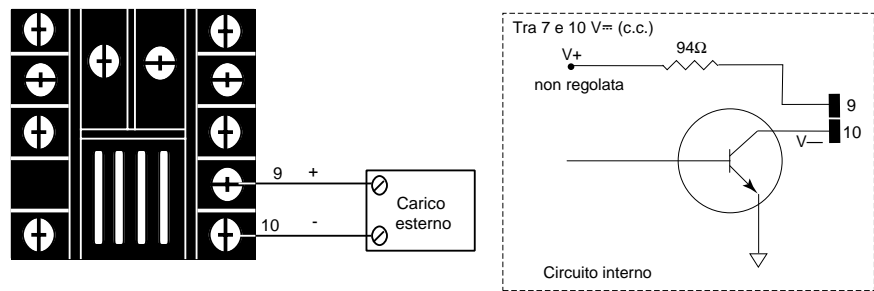 9 +
10 -
Carico
esterno
Tra 7 e 10 V⎓ (c.c.)
V+
94Ω
non regolata
9
10
V—
Circuito interno